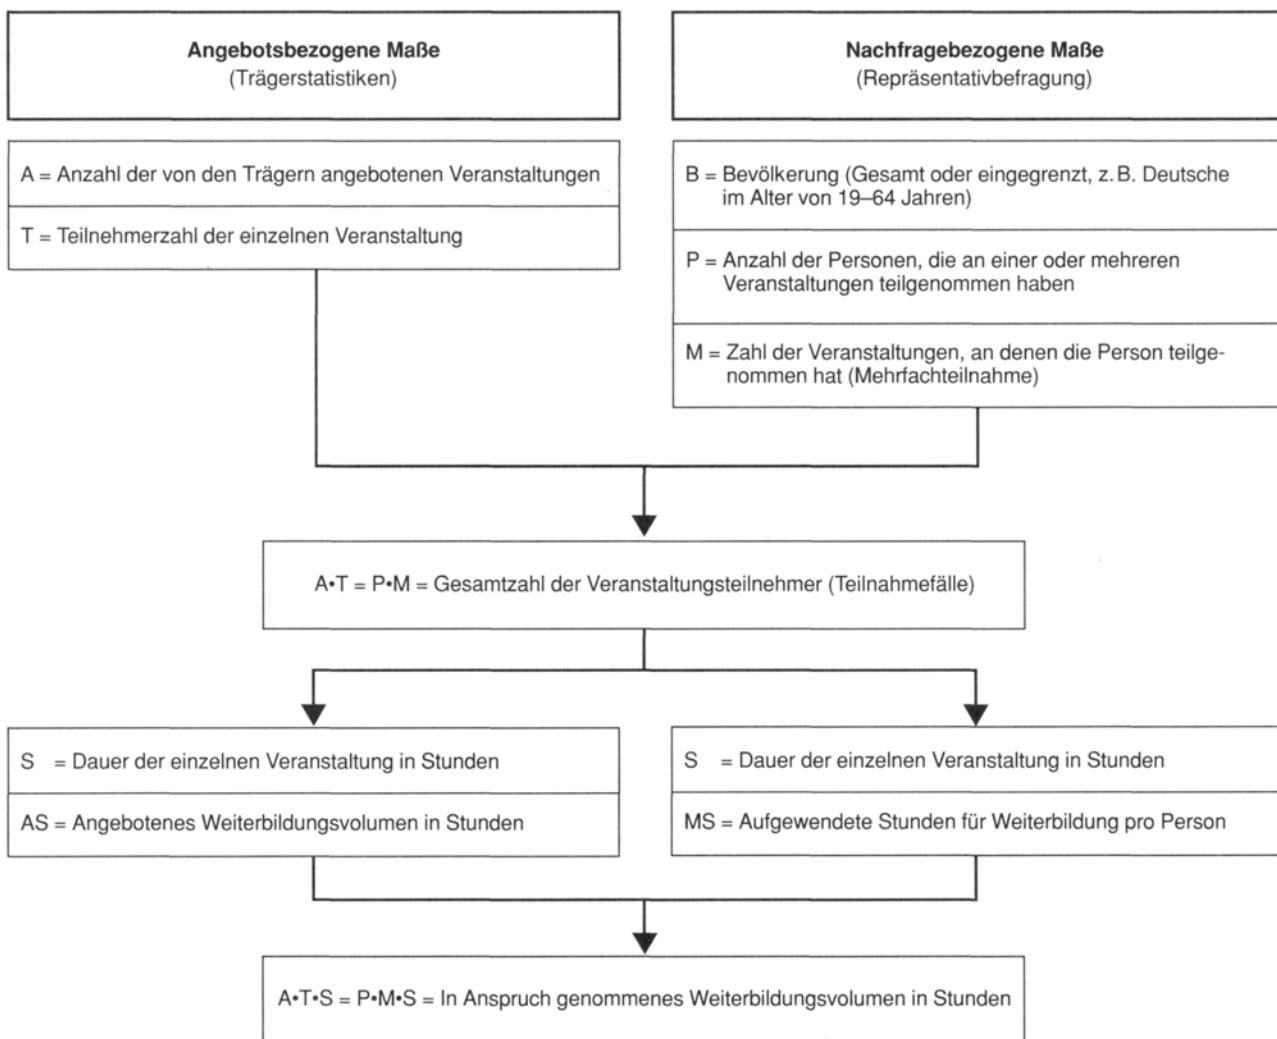 Angebotsbezogene Maße
(Trägerstatistiken)
A = Anzahl der von den Trägern angebotenen Veranstaltungen
T = Teilnehmerzahl der einzelnen Veranstaltung
Nachfragebezogene Maße
(Repräsentativbefragung)
B = Bevölkerung (Gesamt oder eingegrenzt, z. B. Deutsche
im Alter von 19–64 Jahren)
P = Anzahl der Personen, die an einer oder mehreren
Veranstaltungen teilgenommen haben
M = Zahl der Veranstaltungen, an denen die Person teilge-
nommen hat (Mehrfachteilnahme)
A•T = P•M = Gesamtzahl der Veranstaltungsteilnehmer (Teilnahmefälle)
S = Dauer der einzelnen Veranstaltung in Stunden
AS = Angebotenes Weiterbildungsvolumen in Stunden
S = Dauer der einzelnen Veranstaltung in Stunden
MS = Aufgewendete Stunden für Weiterbildung pro Person
A•T•S = P•M•S = In Anspruch genommenes Weiterbildungsvolumen in Stunden